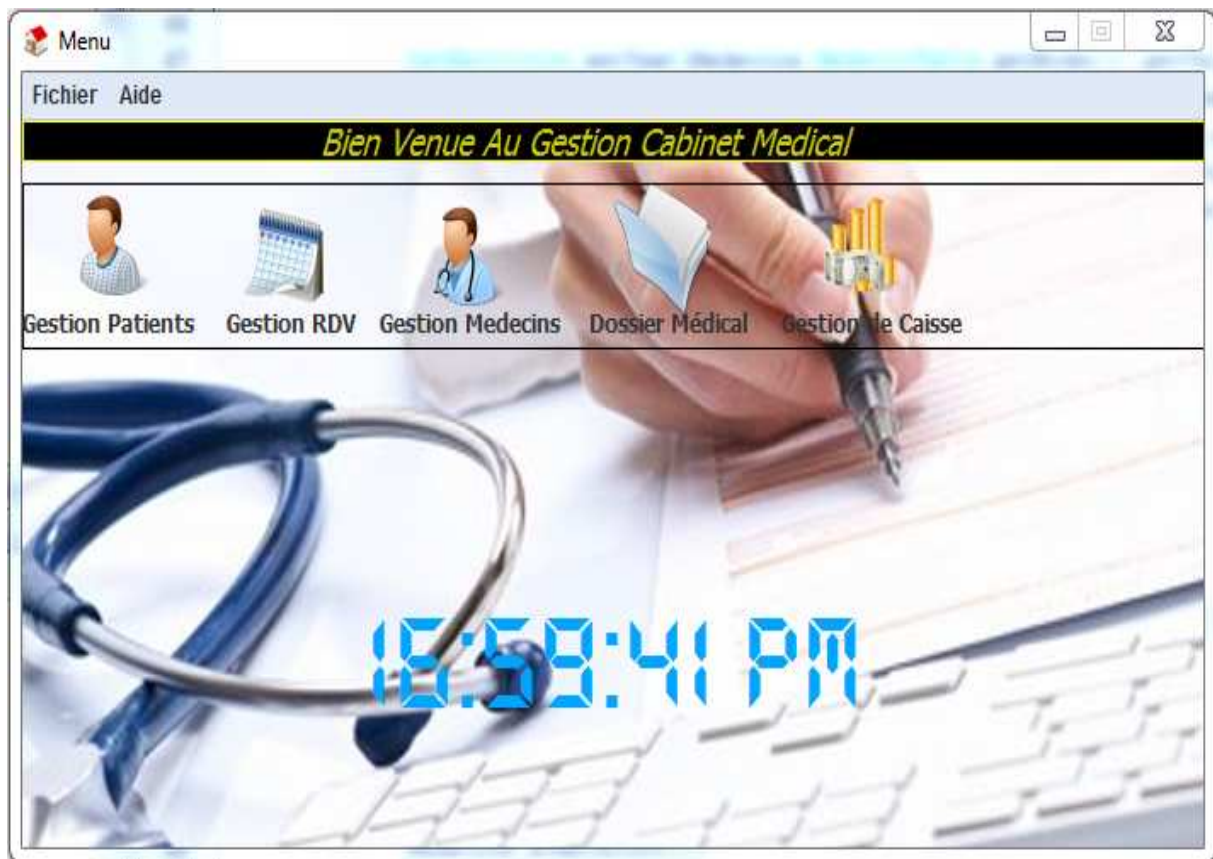 Menu
Fichier Aide
Bien Venue Au Gestion Cabinet Medical
Gestion Patients Gestion RDV Gestion Medecins Dossier Médical Gestion de Caisse
16:59:41 PM